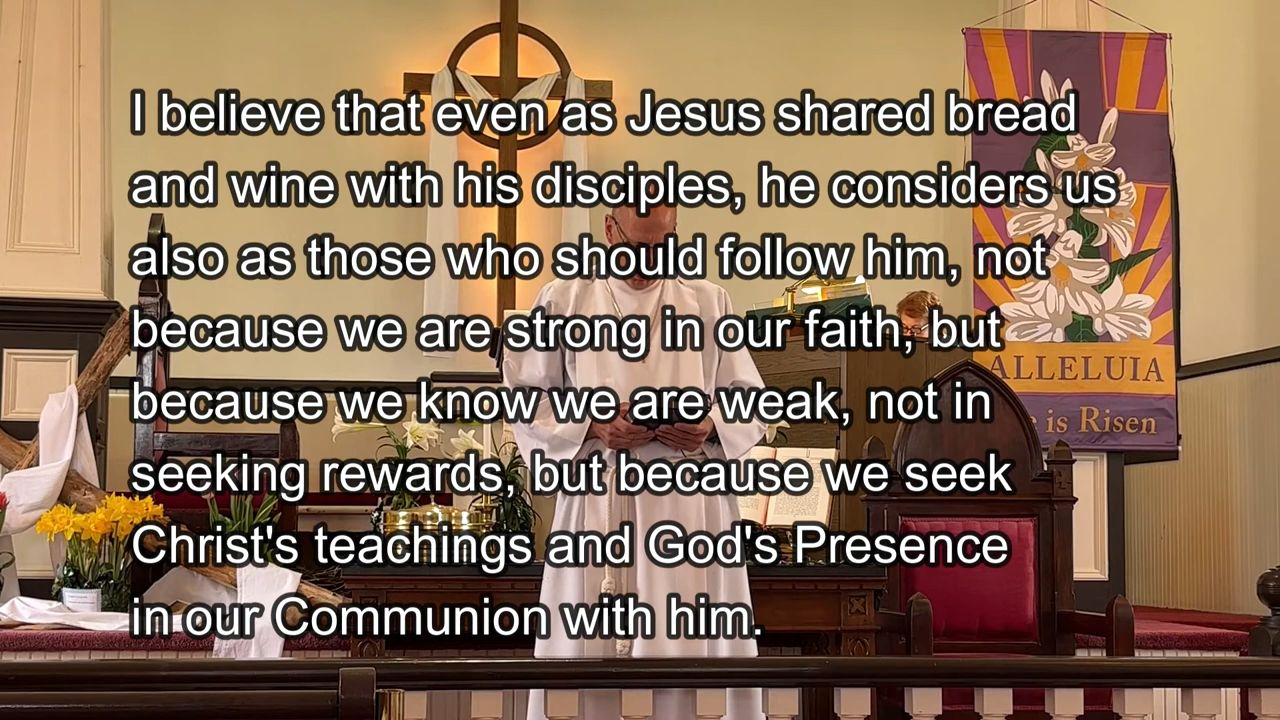 I believe that even as Jesus shared bread
and wine with his disciples, he considers us
also as those who should follow him, not
because we are strong in our faith, but
because we know we are weak, not in
seeking rewards, but because we seek
Christ's teachings and God's Presence
in our Communion with him.
ALLELUIA
is Risen